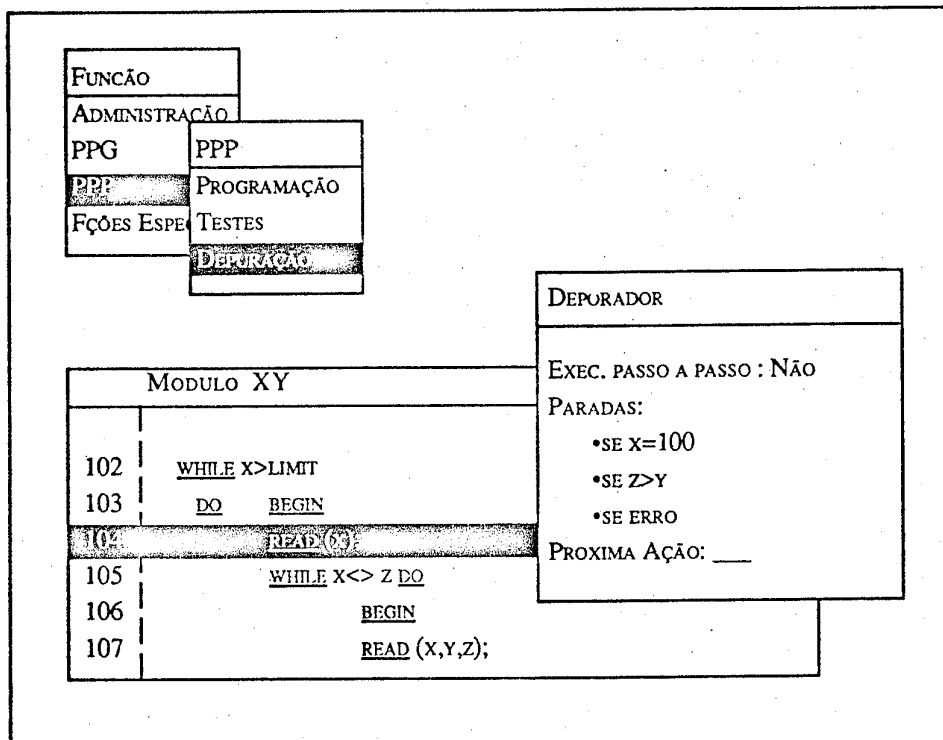 FUNCÃO
ADMINISTRAÇÃO
PPG
PPP
FÇÕES ESPE
PPP
PROGRAMAÇÃO
TESTES
DEPURAÇÃO
DEPURADOR
EXEC. PASSO A PASSO : NÃO
PARADAS:
•SE X=100
•SE Z>Y
•SE ERRO
PROXIMA AÇÃO: ___
MODULO XY
102 WHILE X>LIMIT
103 DO BEGIN
104 READ (X)
105 WHILE X<> Z DO
106 BEGIN
107 READ (X,Y,Z);